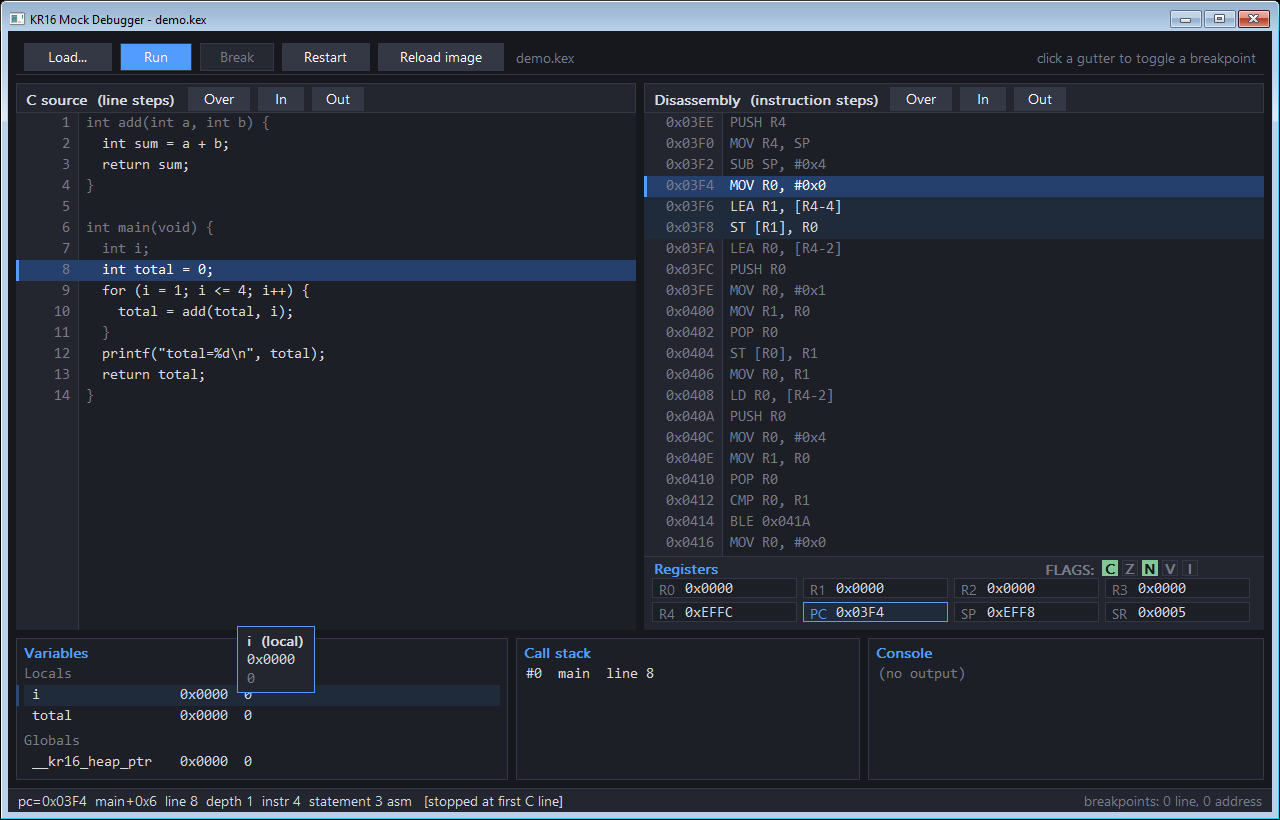 KR16 Mock Debugger - demo.kex
Load... Run Break Restart Reload image demo.kex click a gutter to toggle a breakpoint
C source (line steps) Over In Out
1 int add(int a, int b) {
2 int sum = a + b;
3 return sum;
4 }
5
6 int main(void) {
7 int i;
8 int total = 0;
9 for (i = 1; i <= 4; i++) {
10 total = add(total, i);
11 }
12 printf("total=%d\n", total);
13 return total;
14 }
Disassembly (instruction steps) Over In Out
0x03EE PUSH R4
0x03F0 MOV R4, SP
0x03F2 SUB SP, #0x4
0x03F4 MOV R0, #0x0
0x03F6 LEA R1, [R4-4]
0x03F8 ST [R1], R0
0x03FA LEA R0, [R4-2]
0x03FC PUSH R0
0x03FE MOV R0, #0x1
0x0400 MOV R1, R0
0x0402 POP R0
0x0404 ST [R0], R1
0x0406 MOV R0, R1
0x0408 LD R0, [R4-2]
0x040A PUSH R0
0x040C MOV R0, #0x4
0x040E MOV R1, R0
0x0410 POP R0
0x0412 CMP R0, R1
0x0414 BLE 0x041A
0x0416 MOV R0, #0x0
Registers FLAGS: C Z N V I
R0 0x0000 R1 0x0000 R2 0x0000 R3 0x0000
R4 0xEFFC PC 0x03F4 SP 0xEFF8 SR 0x0005
Variables
Locals
i 0x0000 0
total 0x0000 0
Globals
__kr16_heap_ptr 0x0000 0
i (local)
0x0000
0
Call stack
#0 main line 8
Console
(no output)
pc=0x03F4 main+0x6 line 8 depth 1 instr 4 statement 3 asm [stopped at first C line] breakpoints: 0 line, 0 address